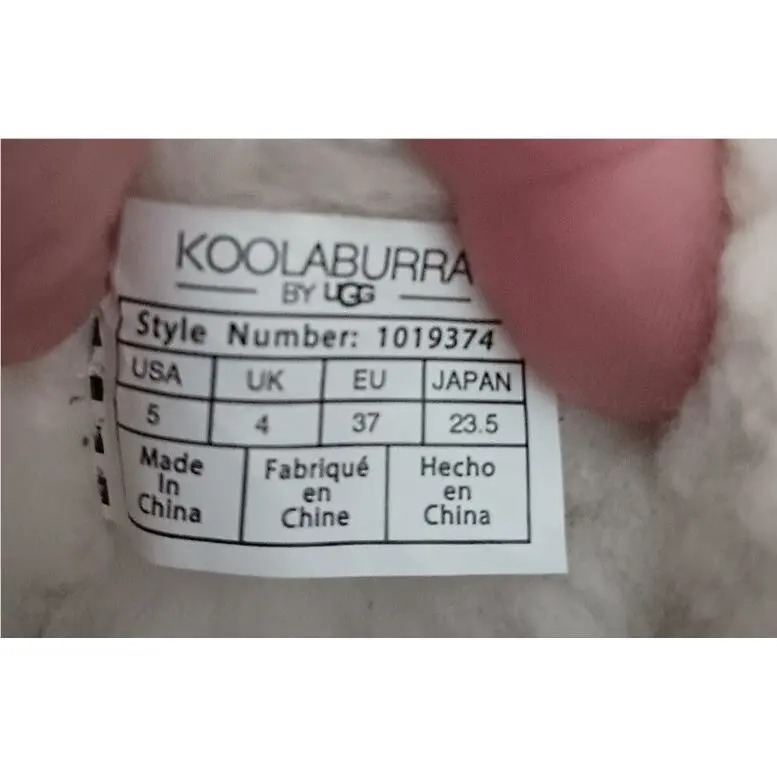 KOOLABURRA
BY UGG
Style Number: 1019374
USA UK EU JAPAN
5 4 37 23.5
Made In China
Fabriqué en Chine
Hecho en China